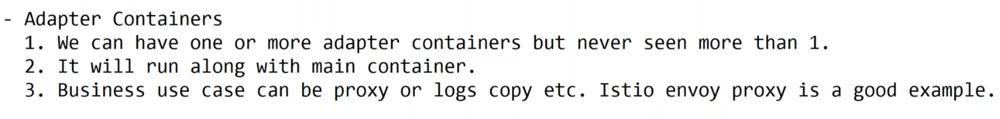 - Adapter Containers
1. We can have one or more adapter containers but never seen more than 1.
2. It will run along with main container.
3. Business use case can be proxy or logs copy etc. Istio envoy proxy is a good example.